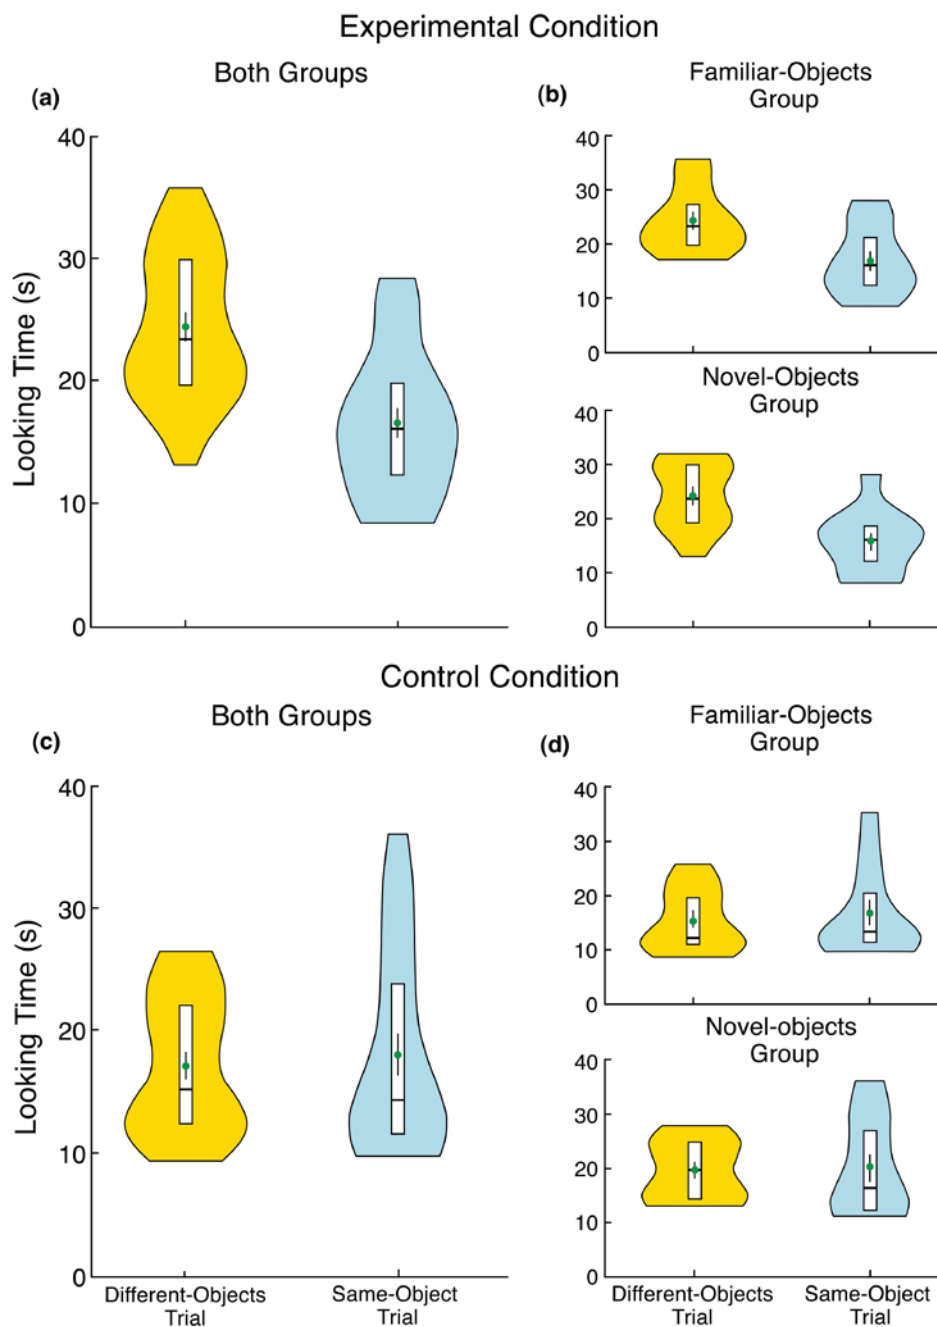 Experimental Condition
Both Groups
(a)
40
30
20
10
0
Looking Time (s)
(b)
Familiar-Objects
Group
40
30
20
10
0
Novel-Objects
Group
40
30
20
10
0
Control Condition
Both Groups
(c)
40
30
20
10
0
Looking Time (s)
Different-Objects
Trial
Same-Object
Trial
(d)
Familiar-Objects
Group
40
30
20
10
0
Novel-objects
Group
40
30
20
10
0
Different-Objects
Trial
Same-Object
Trial